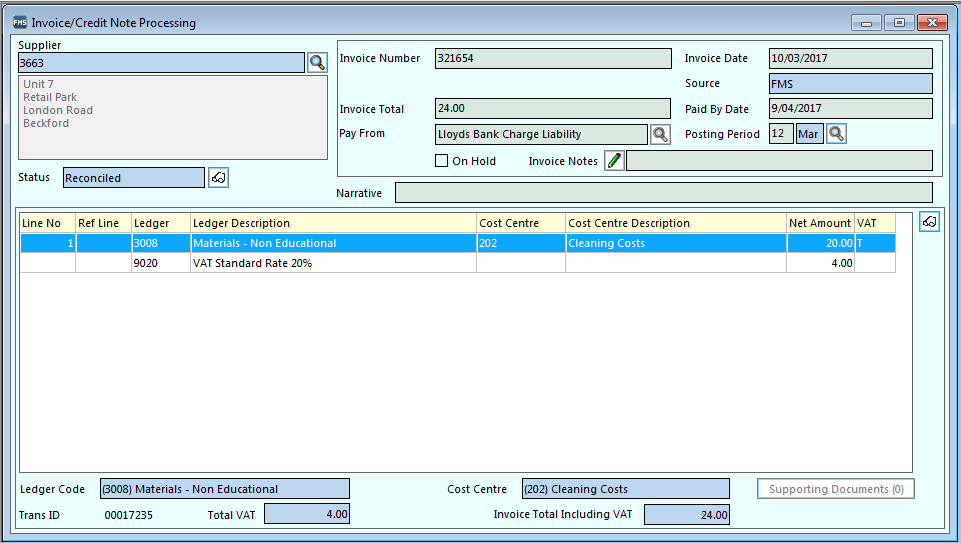 FMS Invoice/Credit Note Processing
Supplier
3663
Unit 7
Retail Park
London Road
Beckford
Status Reconciled
Invoice Number 321654 Invoice Date 10/03/2017
Source FMS
Invoice Total 24.00 Paid By Date 9/04/2017
Pay From Lloyds Bank Charge Liability Posting Period 12 Mar
On Hold Invoice Notes
Narrative
Line No Ref Line Ledger Ledger Description Cost Centre Cost Centre Description Net Amount VAT
1 3008 Materials - Non Educational 202 Cleaning Costs 20.00 T
9020 VAT Standard Rate 20% 4.00
Ledger Code (3008) Materials - Non Educational Cost Centre (202) Cleaning Costs Supporting Documents (0)
Trans ID 00017235 Total VAT 4.00 Invoice Total Including VAT 24.00